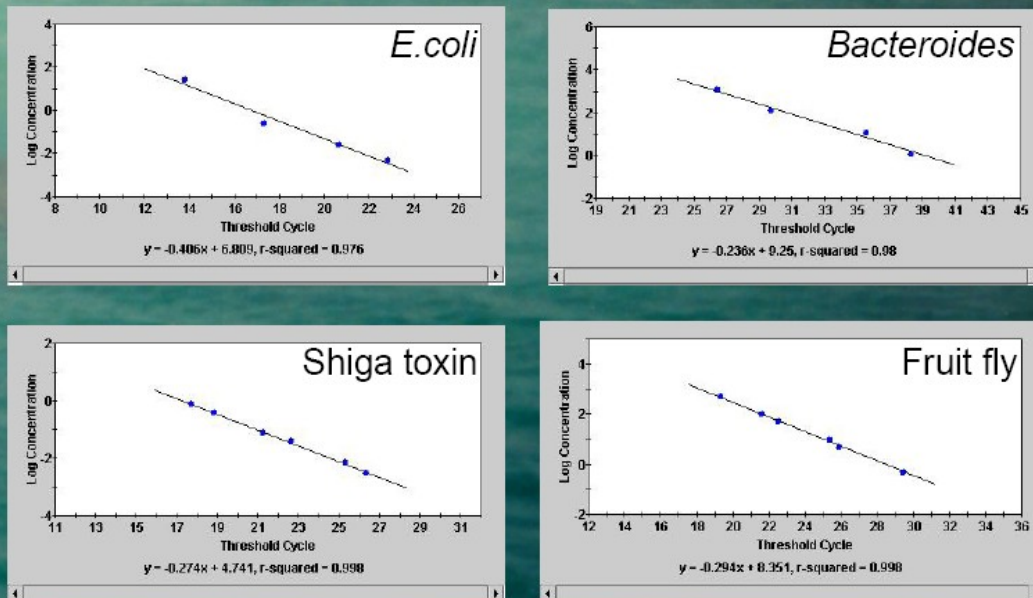 E.coli
4
2
0
-2
-4
Log Concentration
8 10 12 14 16 18 20 22 24 26
Threshold Cycle
y = -0.406x + 6.809, r-squared = 0.976
Bacteroides
6
4
2
0
-2
Log Concentration
19 21 23 25 27 29 31 33 35 37 39 41 43 45
Threshold Cycle
y = -0.236x + 9.25, r-squared = 0.98
Shiga toxin
2
0
-2
-4
Log Concentration
11 13 15 17 19 21 23 25 27 29 31
Threshold Cycle
y = -0.274x + 4.741, r-squared = 0.998
Fruit fly
4
2
0
-2
Log Concentration
12 14 16 18 20 22 24 26 28 30 32 34 36
Threshold Cycle
y = -0.294x + 8.351, r-squared = 0.998